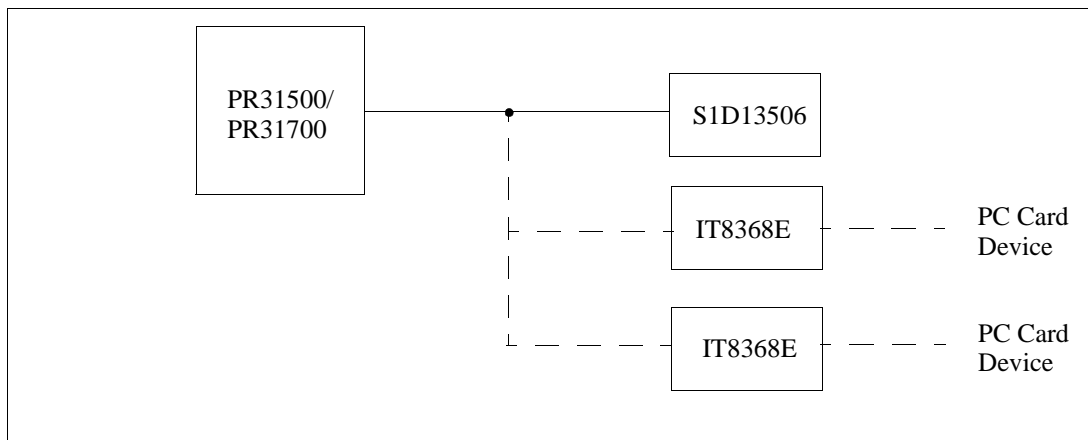 PR31500/
PR31700
S1D13506
IT8368E
PC Card
Device
IT8368E
PC Card
Device